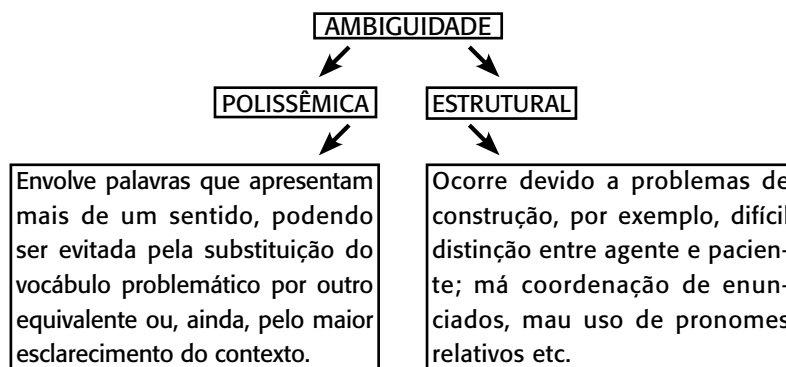 AMBIGUIDADE
POLISSÊMICA
ESTRUTURAL
Envolve palavras que apresentam
mais de um sentido, podendo
ser evitada pela substituição do
vocábulo problemático por outro
equivalente ou, ainda, pelo maior
esclarecimento do contexto.
Ocorre devido a problemas de
construção, por exemplo, difícil
distinção entre agente e pacien-
te; má coordenação de enun-
ciados, mau uso de pronomes
relativos etc.